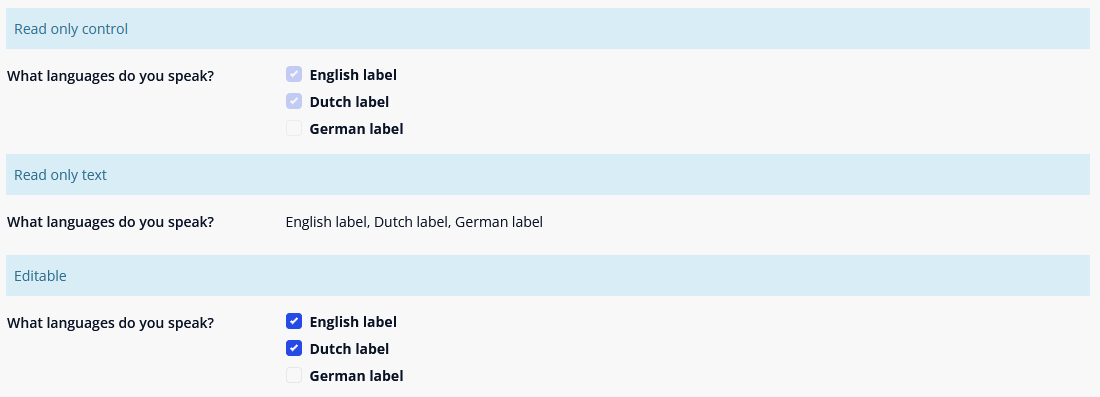 Read only control
What languages do you speak?
English label
Dutch label
German label
Read only text
What languages do you speak? English label, Dutch label, German label
Editable
What languages do you speak?
English label
Dutch label
German label